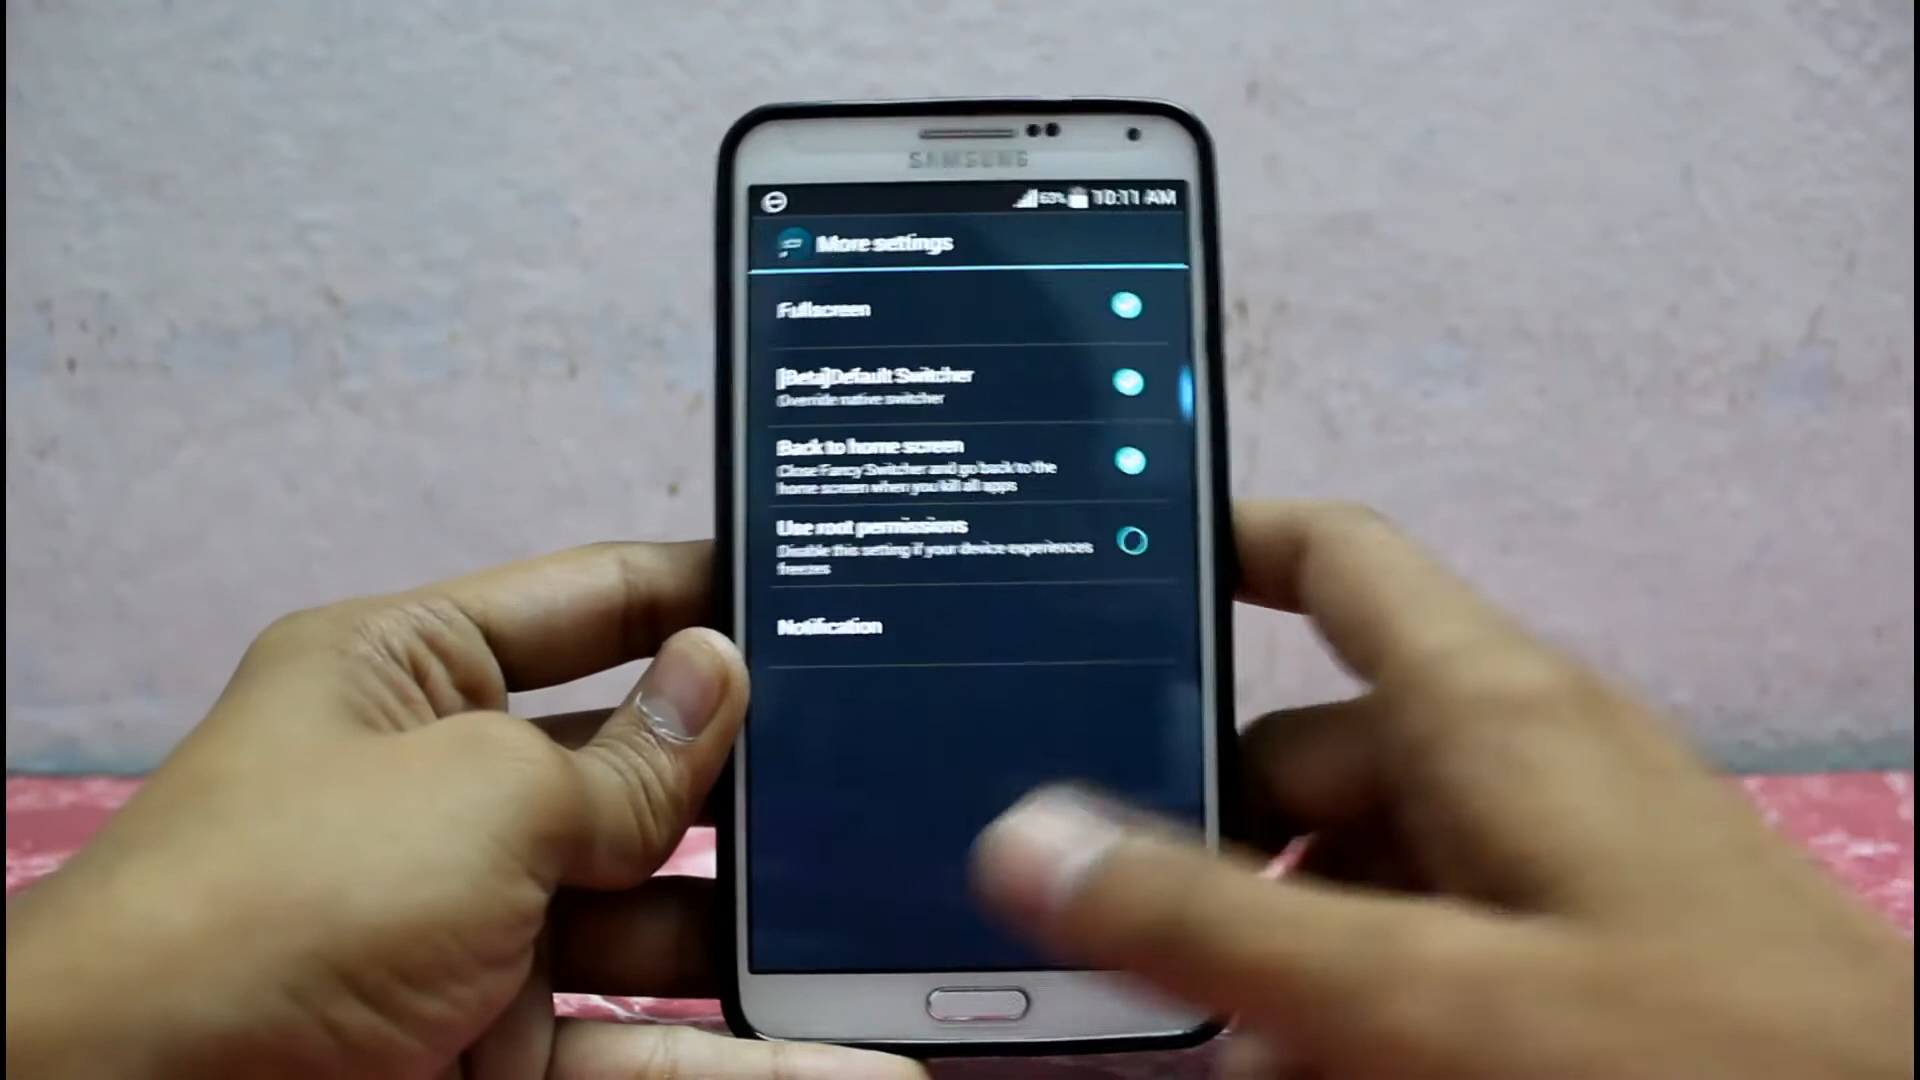 SAMSUNG
63% 10:11 AM
More settings
Fullscreen
[Beta]Default Switcher
Override native switcher
Back to home screen
Close Fancy Switcher and go back to the
home screen when you kill all apps
Use root permissions
Disable this setting if your device experiences
freezes
Notification